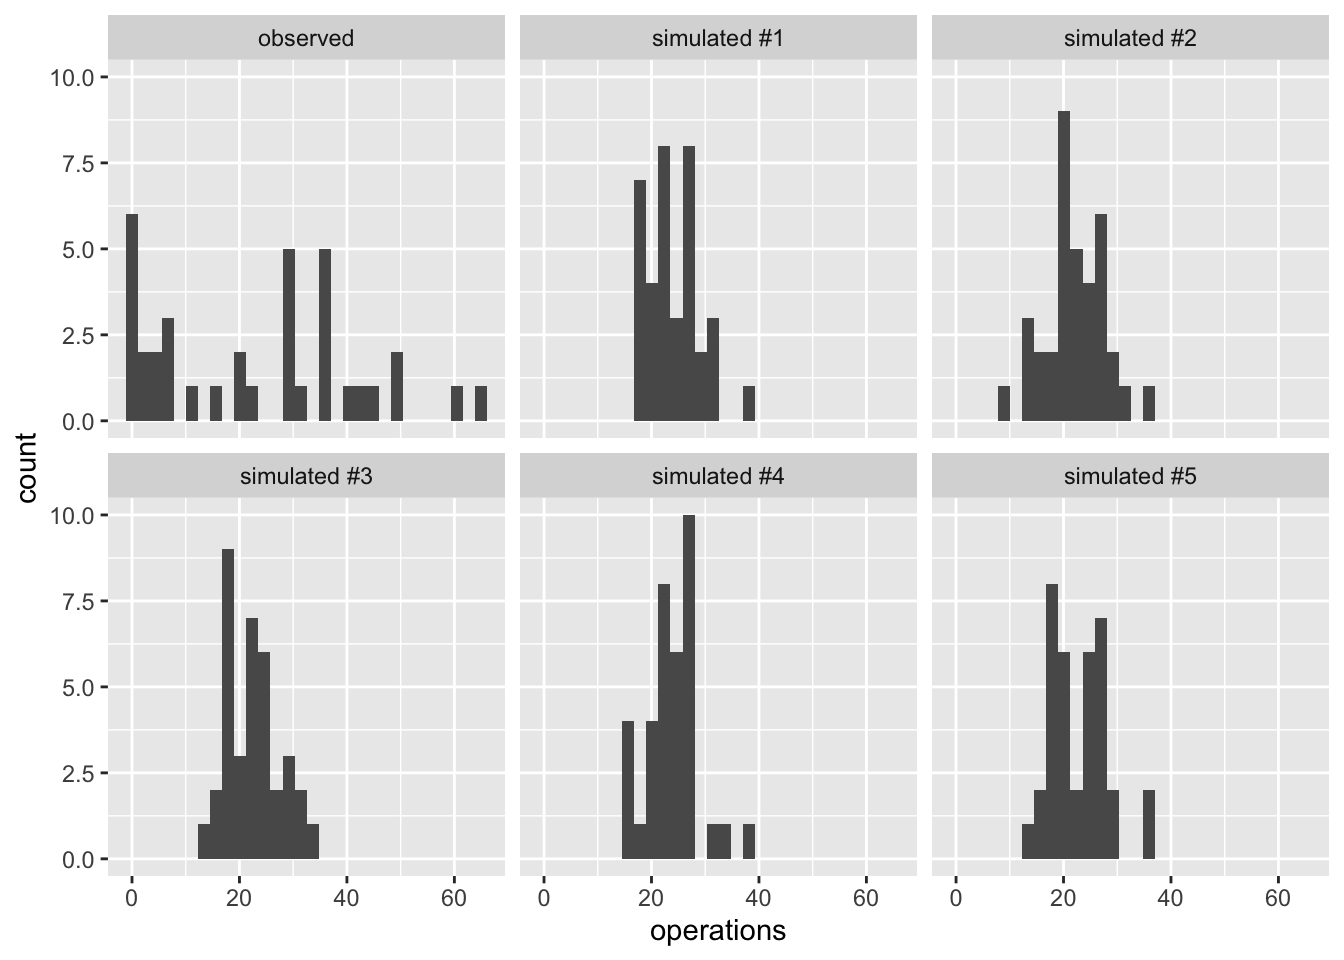 observed
simulated #1
simulated #2
10.0
7.5
5.0
2.5
0.0
count
simulated #3
simulated #4
simulated #5
10.0
7.5
5.0
2.5
0.0
0 20 40 60 0 20 40 60 0 20 40 60
operations